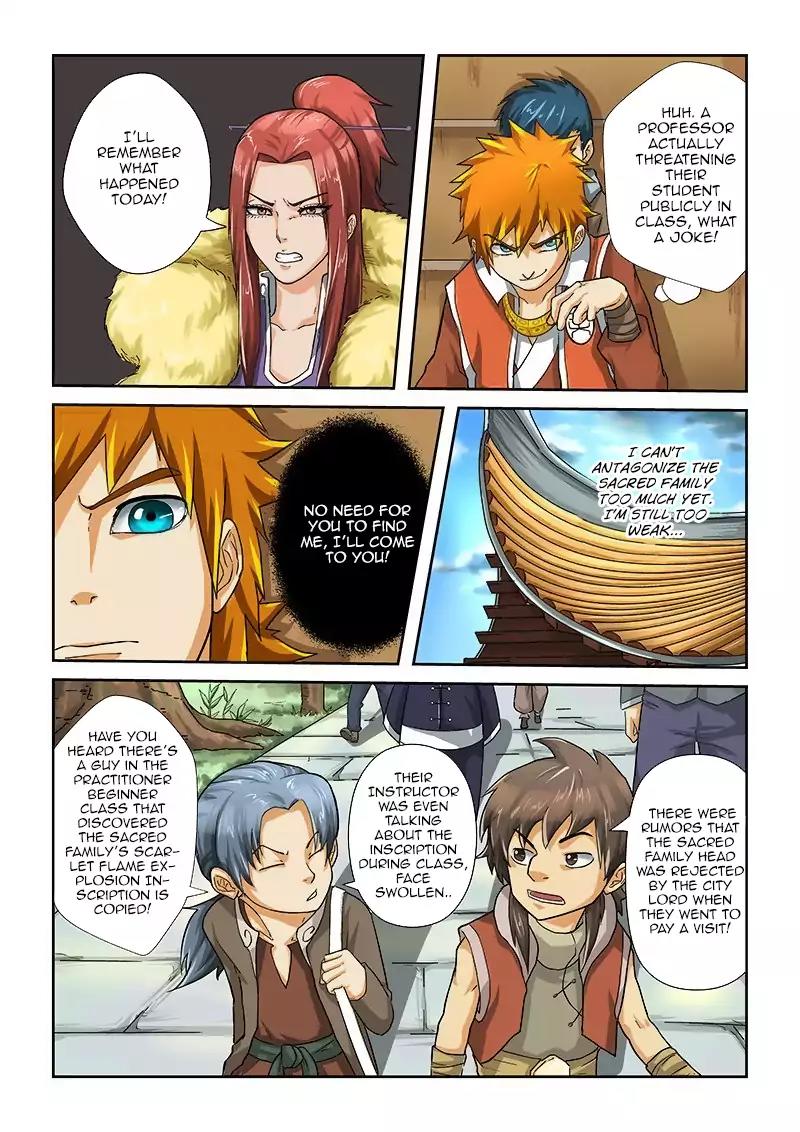 I'LL
REMEMBER
WHAT
HAPPENED
TODAY!
HUH. A
PROFESSOR
ACTUALLY
THREATENING
THEIR
STUDENT
PUBLICLY IN
CLASS, WHAT
A JOKE!
NO NEED FOR
YOU TO FIND
ME, I'LL COME
TO YOU!
I CAN'T
ANTAGONIZE THE
SACRED FAMILY
TOO MUCH YET.
I'M STILL TOO
WEAK...
HAVE YOU
HEARD THERE'S
A GUY IN THE
PRACTITIONER
BEGINNER
CLASS THAT
DISCOVERED
THE SACRED
FAMILY'S SCAR-
LET FLAME EX-
PLOSION IN-
SCRIPTION IS
COPIED!
THEIR
INSTRUCTOR
WAS EVEN
TALKING
ABOUT THE
INSCRIPTION
DURING CLASS,
FACE
SWOLLEN..
THERE WERE
RUMORS THAT
THE SACRED
FAMILY HEAD
WAS REJECTED
BY THE CITY
LORD WHEN
THEY WENT TO
PAY A VISIT!